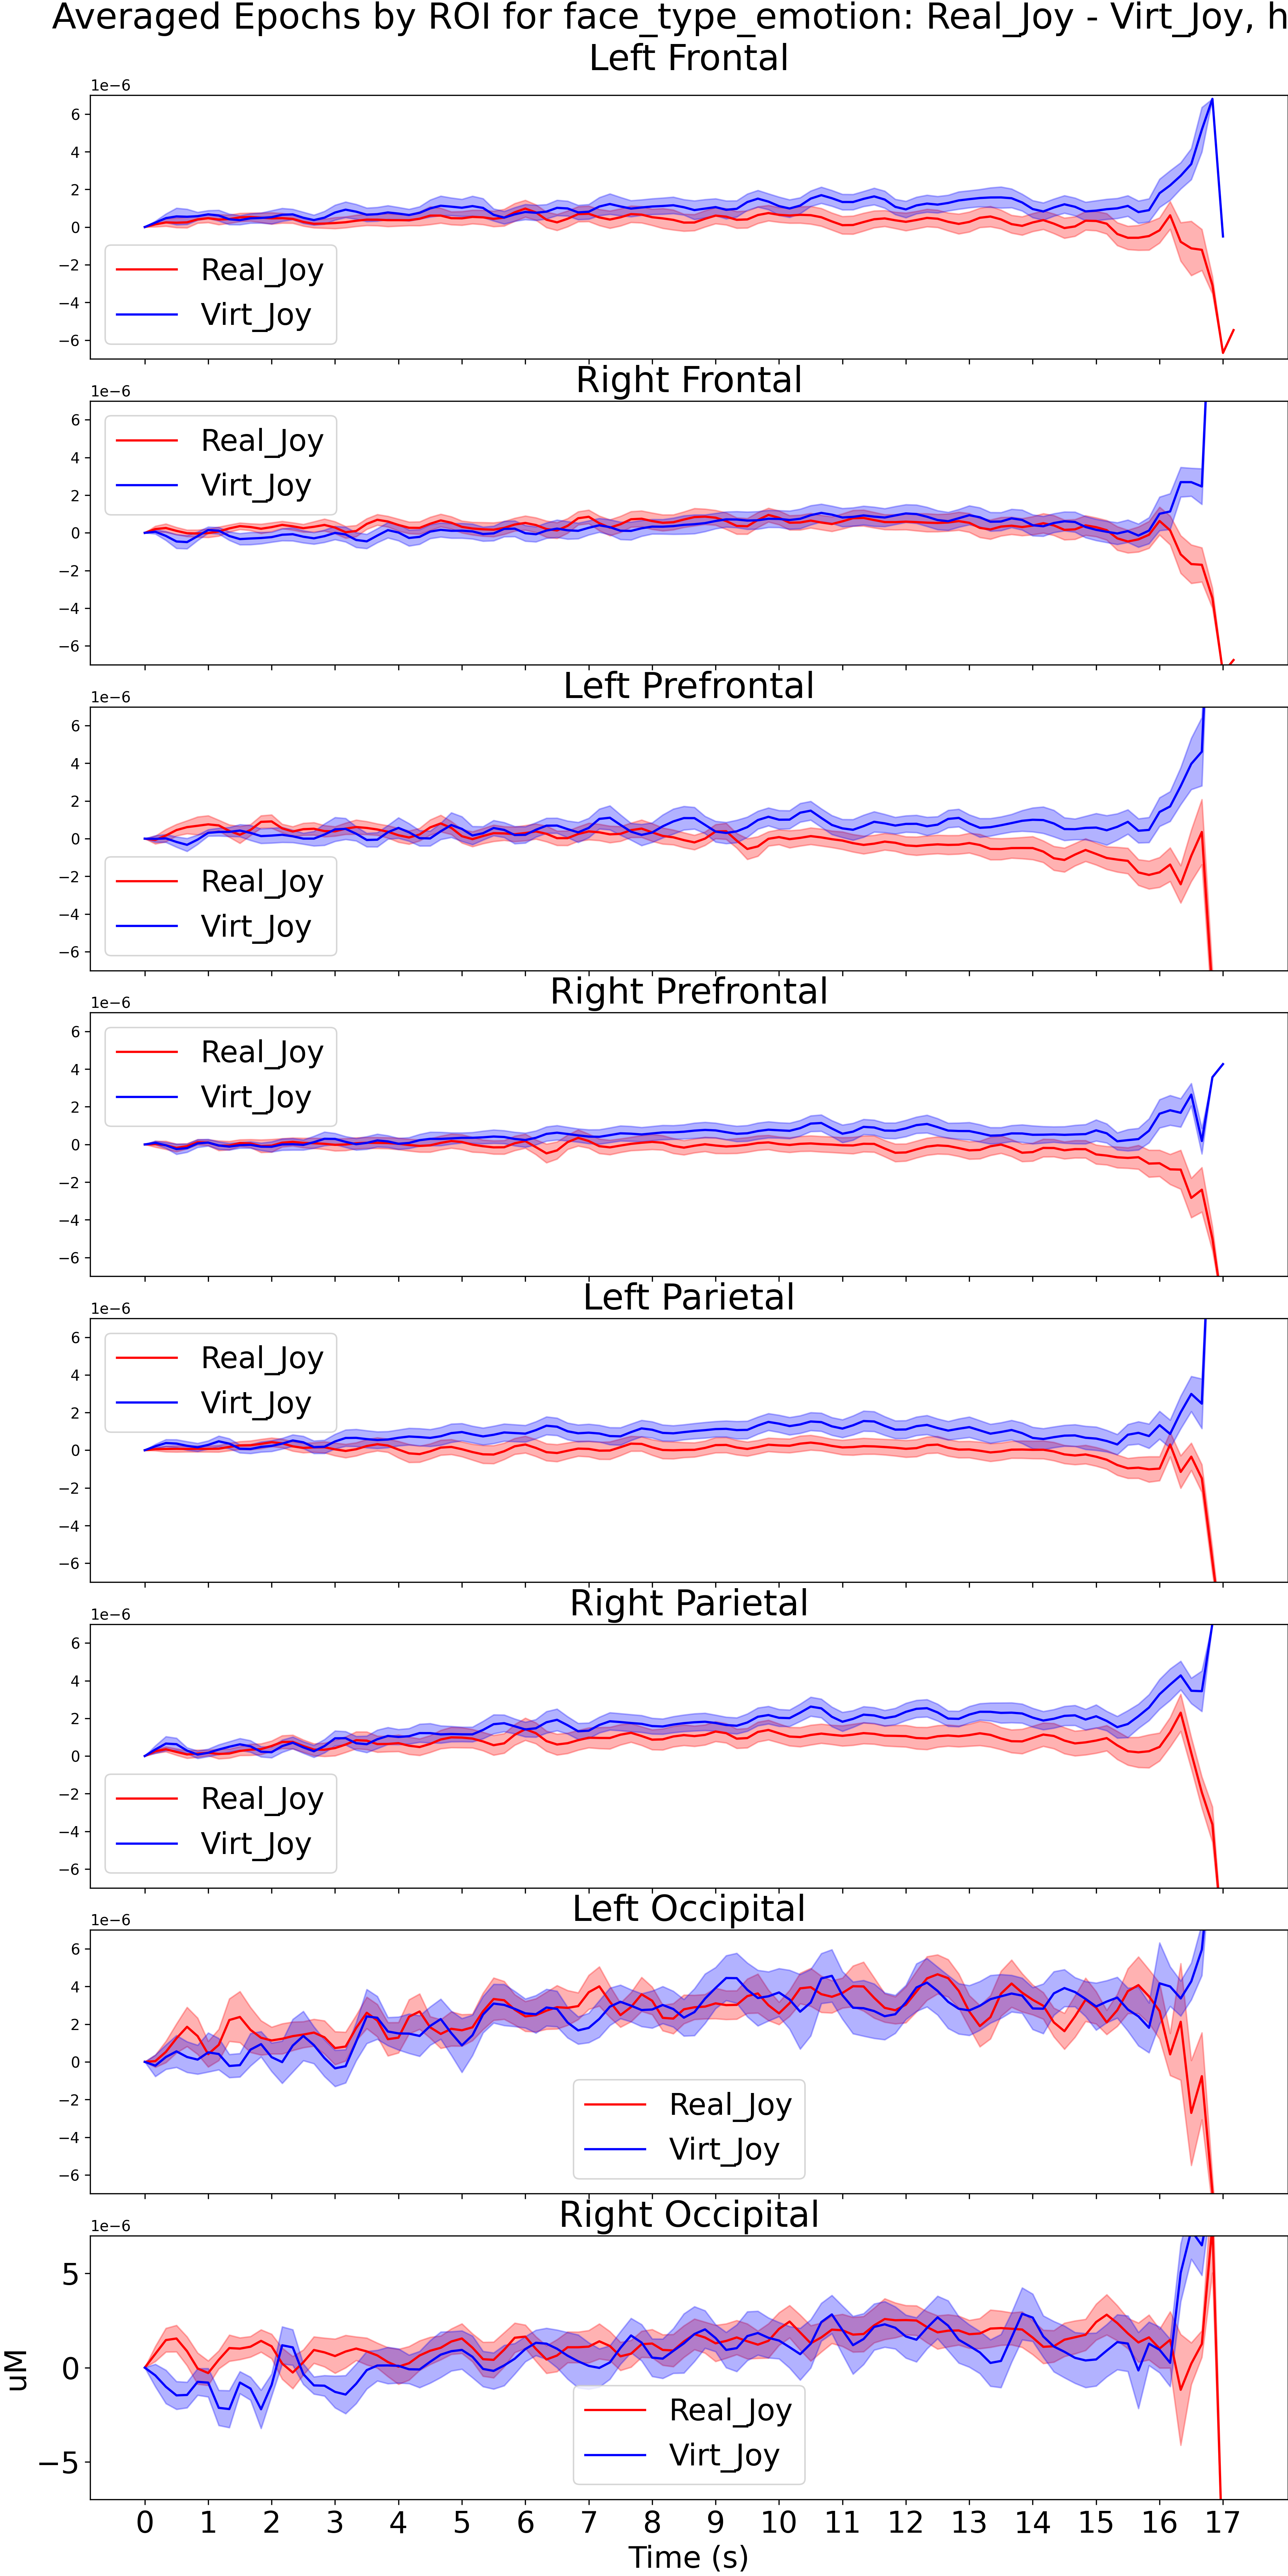 Averaged Epochs by ROI for face_type_emotion: Real_Joy - Virt_Joy, h
Left Frontal
1e−6
6
4
2
0
−2
−4
−6
Real_Joy
Virt_Joy
Right Frontal
1e−6
6
4
2
0
−2
−4
−6
Real_Joy
Virt_Joy
Left Prefrontal
1e−6
6
4
2
0
−2
−4
−6
Real_Joy
Virt_Joy
Right Prefrontal
1e−6
6
4
2
0
−2
−4
−6
Real_Joy
Virt_Joy
Left Parietal
1e−6
6
4
2
0
−2
−4
−6
Real_Joy
Virt_Joy
Right Parietal
1e−6
6
4
2
0
−2
−4
−6
Real_Joy
Virt_Joy
Left Occipital
1e−6
6
4
2
0
−2
−4
−6
Real_Joy
Virt_Joy
Right Occipital
1e−6
5
0
−5
uM
Real_Joy
Virt_Joy
0 1 2 3 4 5 6 7 8 9 10 11 12 13 14 15 16 17
Time (s)